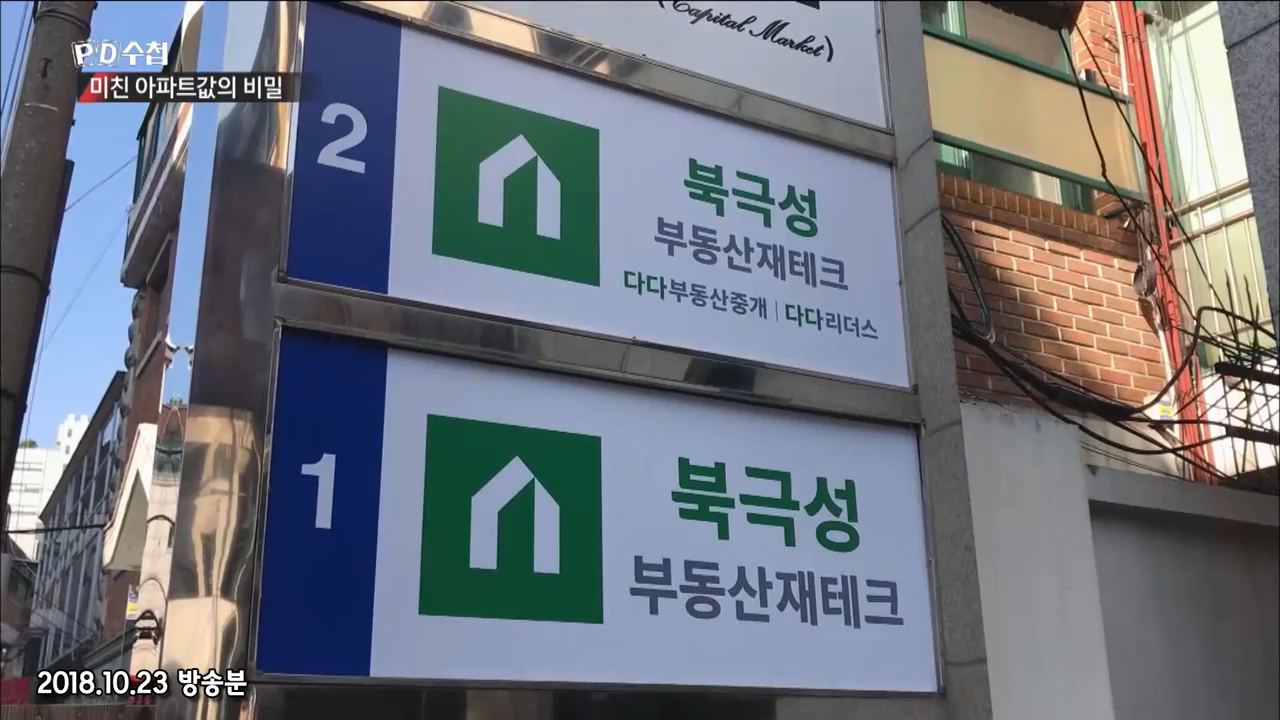 PD수첩
미친 아파트값의 비밀
(Capital Market)
2
북극성
부동산재테크
다다부동산중개 | 다다리더스
1
북극성
부동산재테크
2018.10.23 방송분